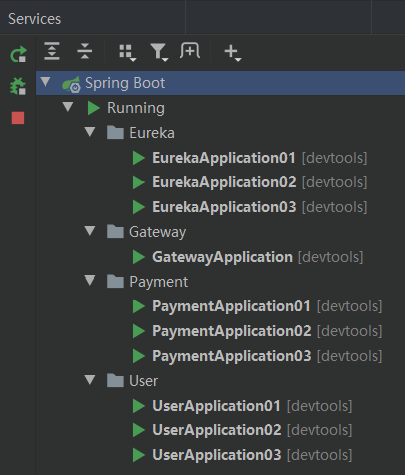 Services
Spring Boot
Running
Eureka
EurekaApplication01 [devtools]
EurekaApplication02 [devtools]
EurekaApplication03 [devtools]
Gateway
GatewayApplication [devtools]
Payment
PaymentApplication01 [devtools]
PaymentApplication02 [devtools]
PaymentApplication03 [devtools]
User
UserApplication01 [devtools]
UserApplication02 [devtools]
UserApplication03 [devtools]